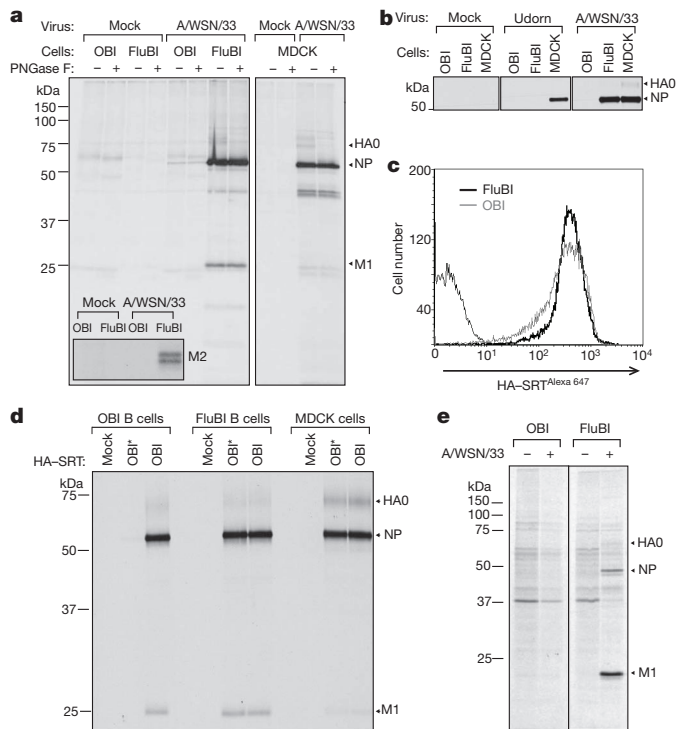 a
Virus: Mock A/WSN/33
Cells: OBI FluBI OBI FluBI
PNGase F: – + – + – + – +
Mock A/WSN/33
MDCK
– + – +
kDa
150
100
75
50
37
25
HA0
NP
M1
Mock A/WSN/33
OBI FluBI OBI FluBI
M2
b
Virus: Mock Udorn A/WSN/33
Cells: OBI FluBI MDCK OBI FluBI MDCK OBI FluBI MDCK
kDa
50
HA0
NP
c
200
160
120
80
40
Cell number
FluBI
OBI
0 10¹ 10² 10³ 10⁴
HA–SRT^Alexa 647
d
OBI B cells FluBI B cells MDCK cells
HA–SRT: Mock OBI* OBI Mock OBI* OBI Mock OBI* OBI
kDa
75
50
37
25
HA0
NP
M1
e
OBI FluBI
A/WSN/33 – + – +
kDa
150
100
75
50
37
25
HA0
NP
M1